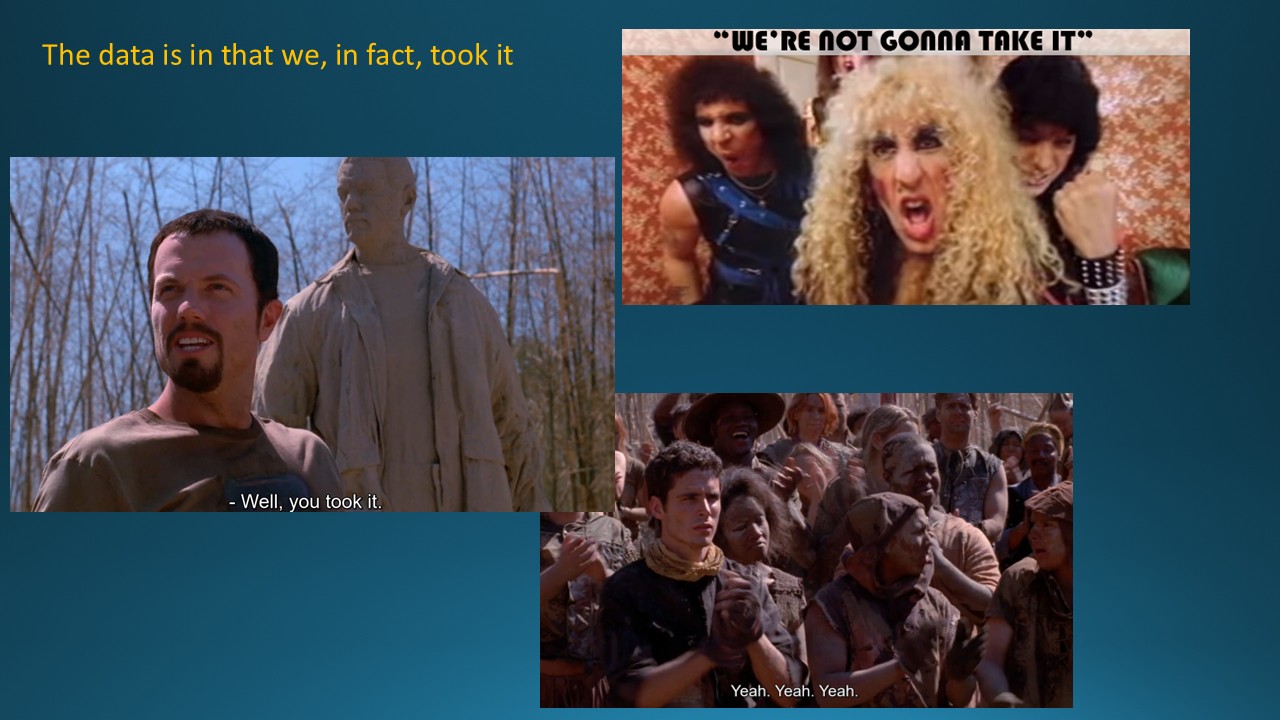 The data is in that we, in fact, took it
“WE’RE NOT GONNA TAKE IT”
- Well, you took it.
Yeah. Yeah. Yeah.